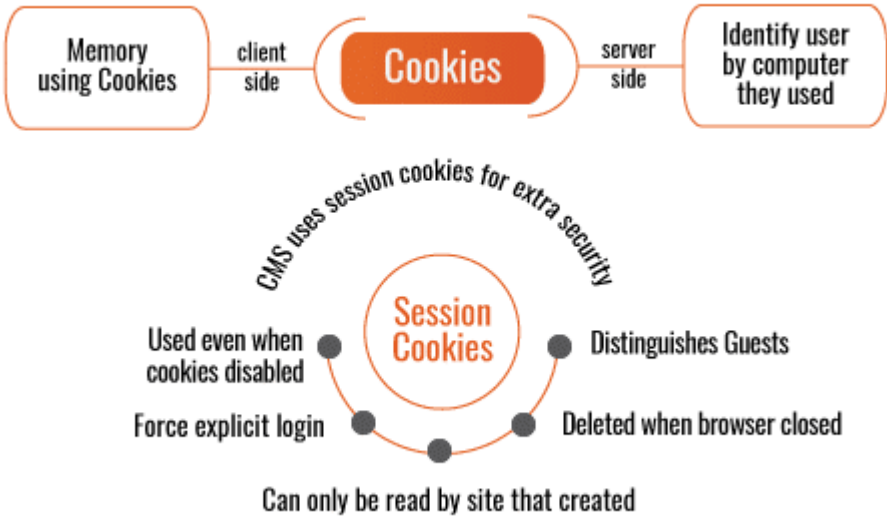 Memory
using Cookies
client
side
Cookies
server
side
Identify user
by computer
they used
CMS uses session cookies for extra security
Session
Cookies
Used even when
cookies disabled
Distinguishes Guests
Force explicit login
Deleted when browser closed
Can only be read by site that created